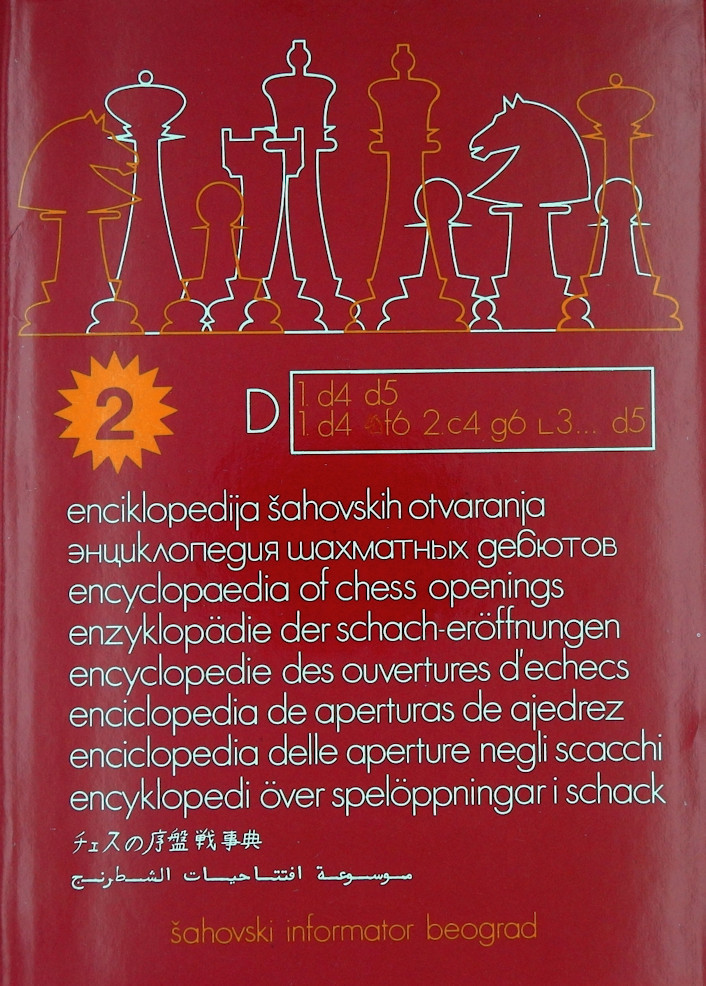 2
D
1. d4 d5
1. d4 ♘f6 2. c4 g6 ∟3... d5
enciklopedija šahovskih otvaranja
энциклопедия шахматных дебютов
encyclopaedia of chess openings
enzyklopädie der schach-eröffnungen
encyclopedie des ouvertures d'echecs
enciclopedia de aperturas de ajedrez
enciclopedia delle aperture negli scacchi
encyklopedi över spelöppningar i schack
チェスの序盤戦事典
موسوعة افتتاحيات الشطرنج
šahovski informator beograd